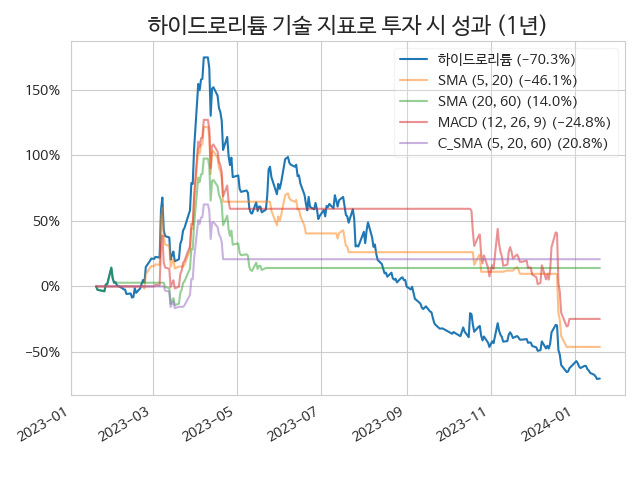 하이드로리튬 기술 지표로 투자 시 성과 (1년)
하이드로리튬 (−70.3%)
SMA (5, 20) (−46.1%)
SMA (20, 60) (14.0%)
MACD (12, 26, 9) (−24.8%)
C_SMA (5, 20, 60) (20.8%)
150%
100%
50%
0%
−50%
2023−01
2023−03
2023−05
2023−07
2023−09
2023−11
2024−01